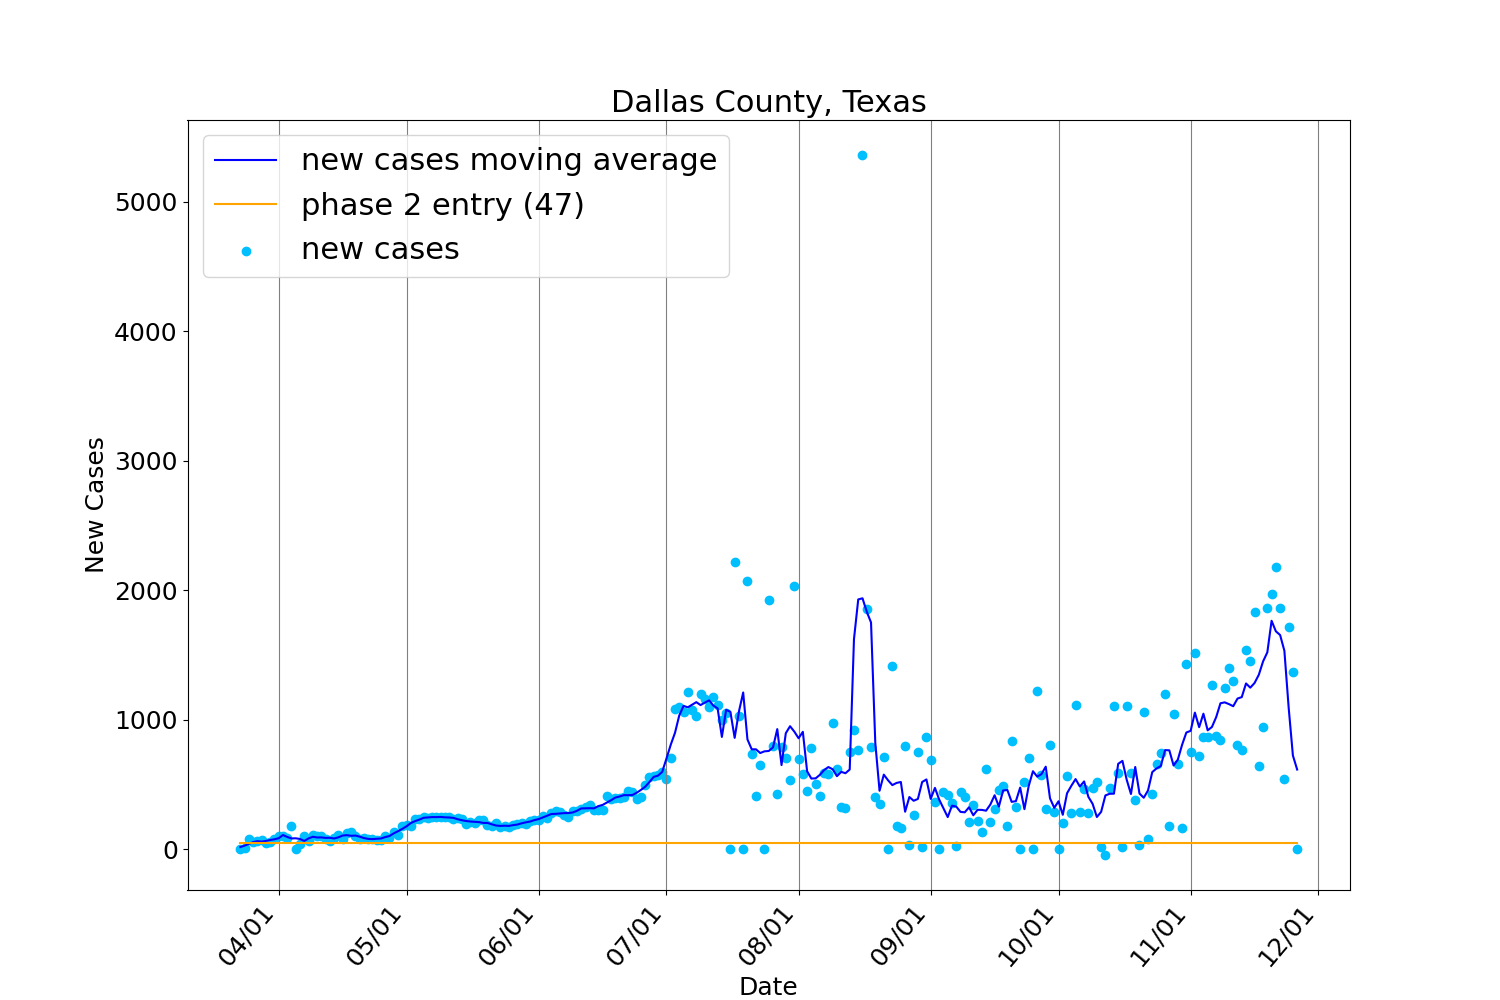 Dallas County, Texas
new cases moving average
phase 2 entry (47)
new cases
5000
4000
3000
2000
1000
0
New Cases
04/01
05/01
06/01
07/01
08/01
09/01
10/01
11/01
12/01
Date